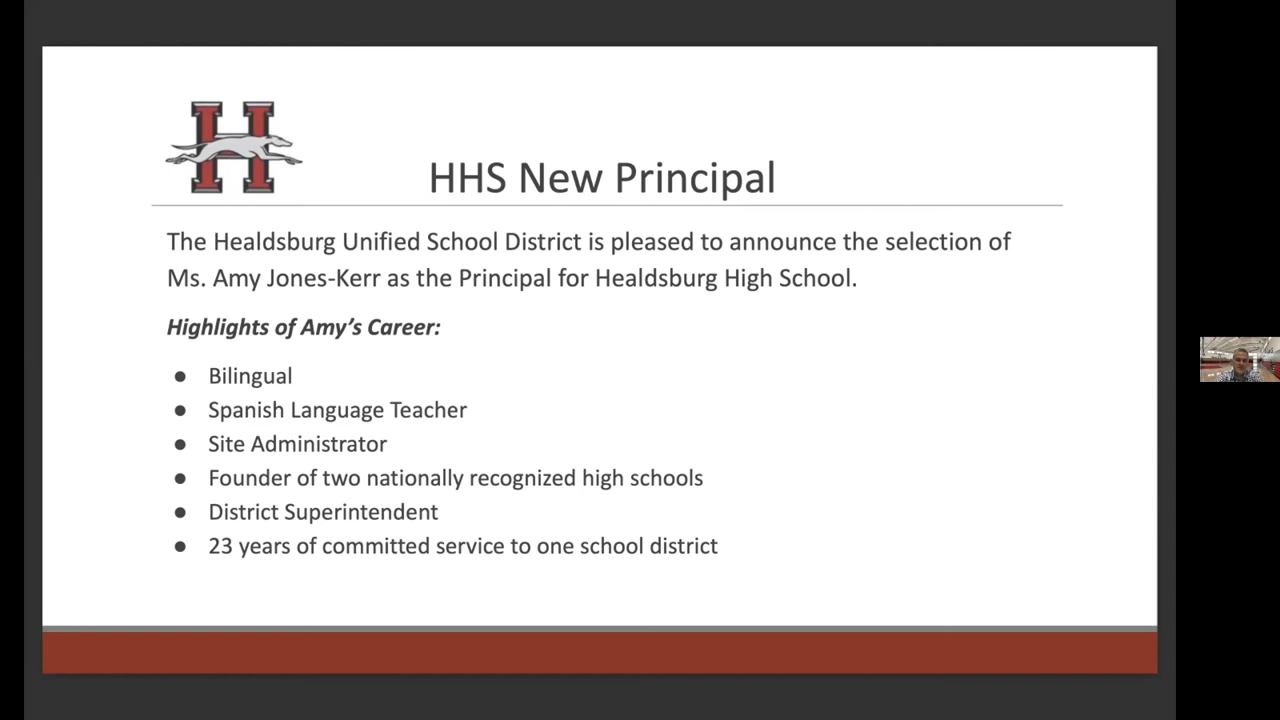 H
HHS New Principal
The Healdsburg Unified School District is pleased to announce the selection of
Ms. Amy Jones-Kerr as the Principal for Healdsburg High School.
Highlights of Amy’s Career:
● Bilingual
● Spanish Language Teacher
● Site Administrator
● Founder of two nationally recognized high schools
● District Superintendent
● 23 years of committed service to one school district